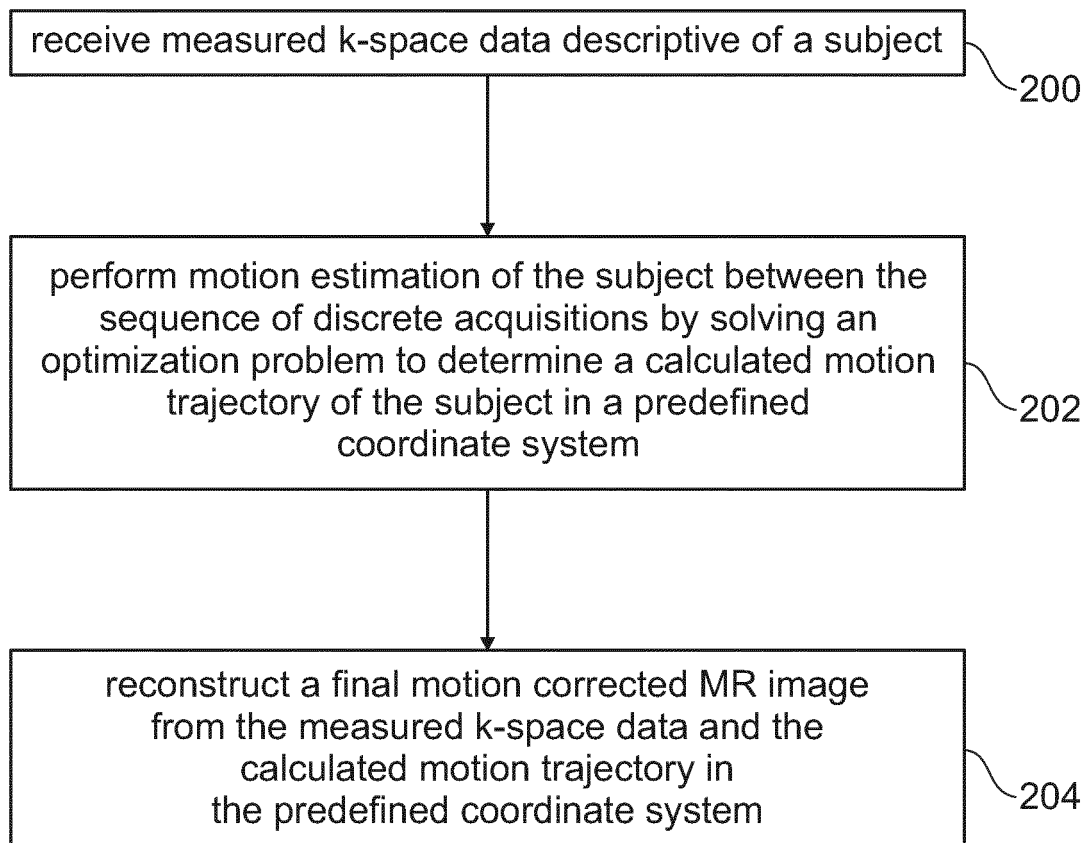 receive measured k-space data descriptive of a subject
200
perform motion estimation of the subject between the
sequence of discrete acquisitions by solving an
optimization problem to determine a calculated motion
trajectory of the subject in a predefined
coordinate system
202
reconstruct a final motion corrected MR image
from the measured k-space data and the
calculated motion trajectory in
the predefined coordinate system
204